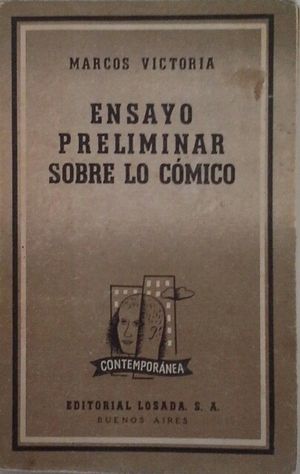 MARCOS VICTORIA
ENSAYO
PRELIMINAR
SOBRE LO CÓMICO
CONTEMPORÁNEA
EDITORIAL LOSADA, S. A.
BUENOS AIRES